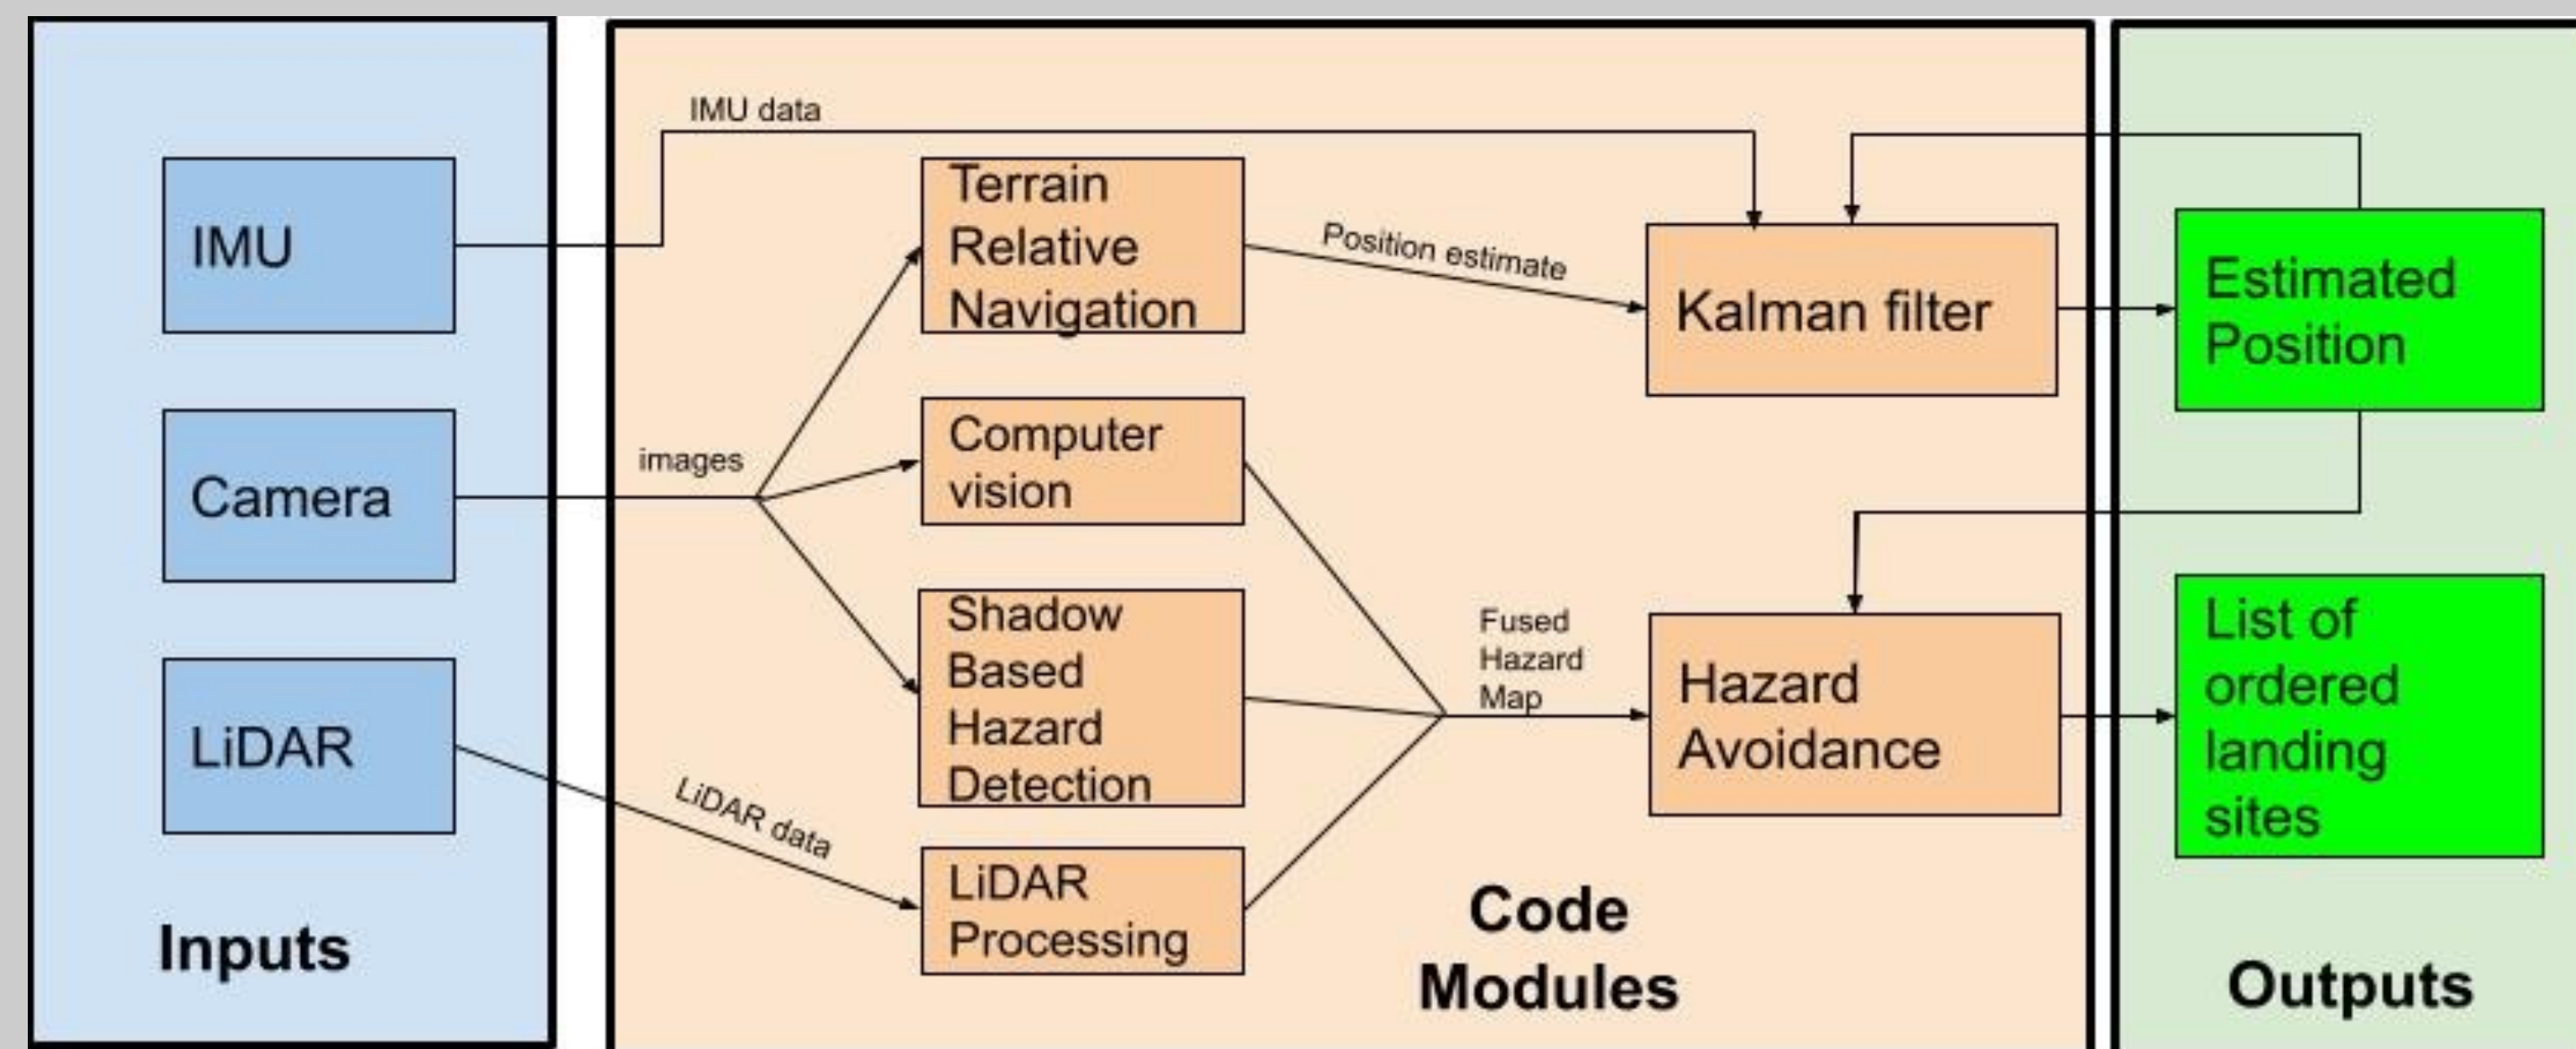 IMU data
IMU
Camera
LiDAR
Inputs
images
LiDAR data
Terrain
Relative
Navigation
Computer
vision
Shadow
Based
Hazard
Detection
LiDAR
Processing
Position estimate
Kalman filter
Fused
Hazard
Map
Hazard
Avoidance
Code
Modules
Estimated
Position
List of
ordered
landing
sites
Outputs